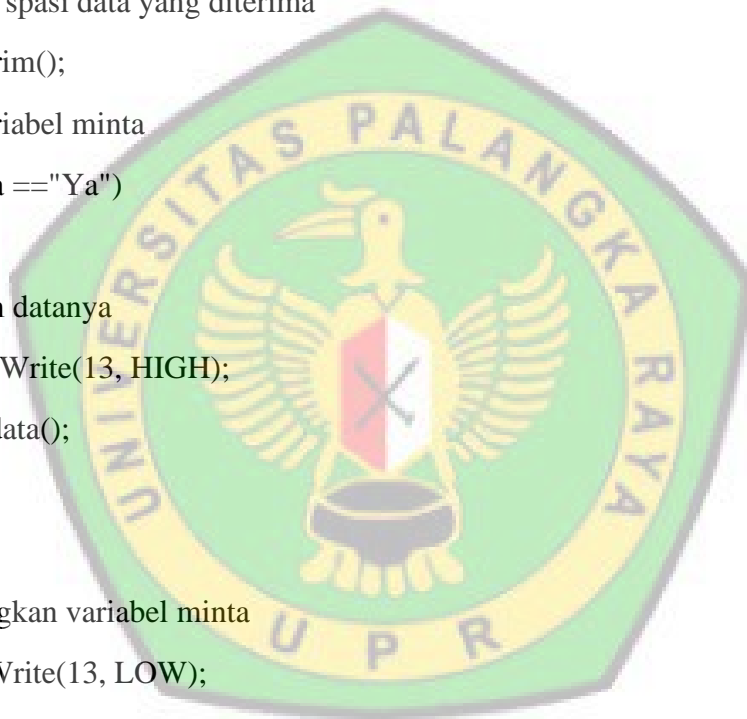 spasi data yang diterima
rim();
riabel minta
a =="Ya")
n datanya
Write(13, HIGH);
data();
gkan variabel minta
Write(13, LOW);
UNIVERSITAS PALANGKA RAYA
UPR